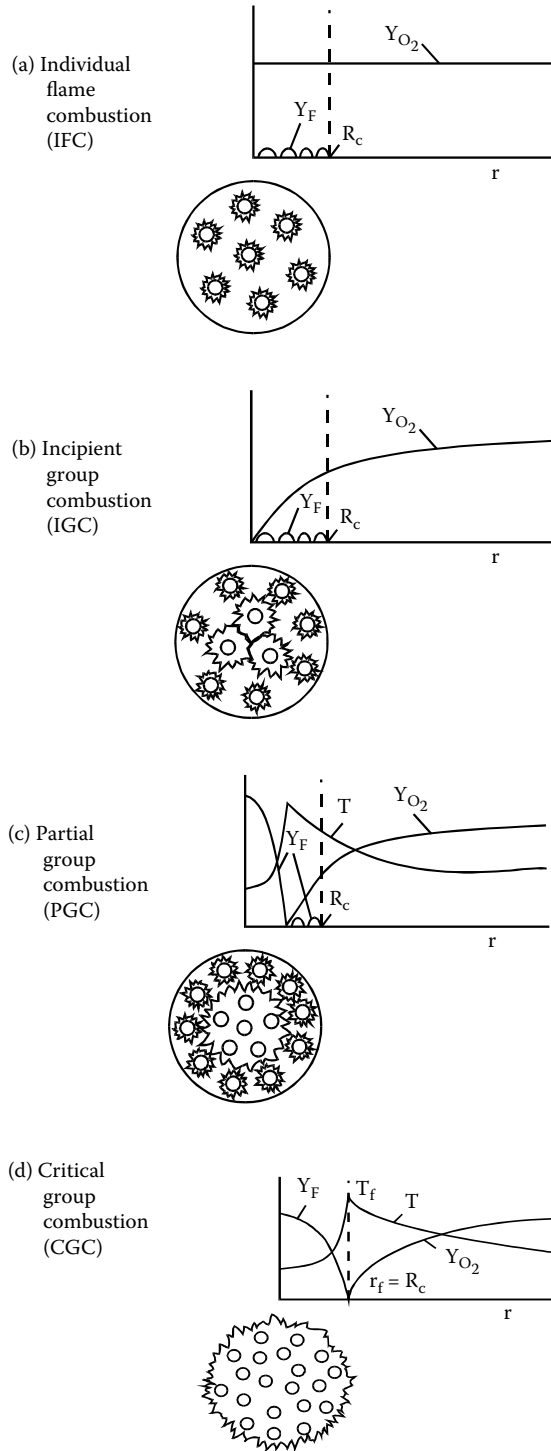 (a) Individual
flame
combustion
(IFC)
Y_O2
Y_F
R_c
r
(b) Incipient
group
combustion
(IGC)
Y_O2
Y_F
R_c
r
(c) Partial
group
combustion
(PGC)
T
Y_O2
Y_F
R_c
r
(d) Critical
group
combustion
(CGC)
Y_F
T_f
T
Y_O2
r_f = R_c
r